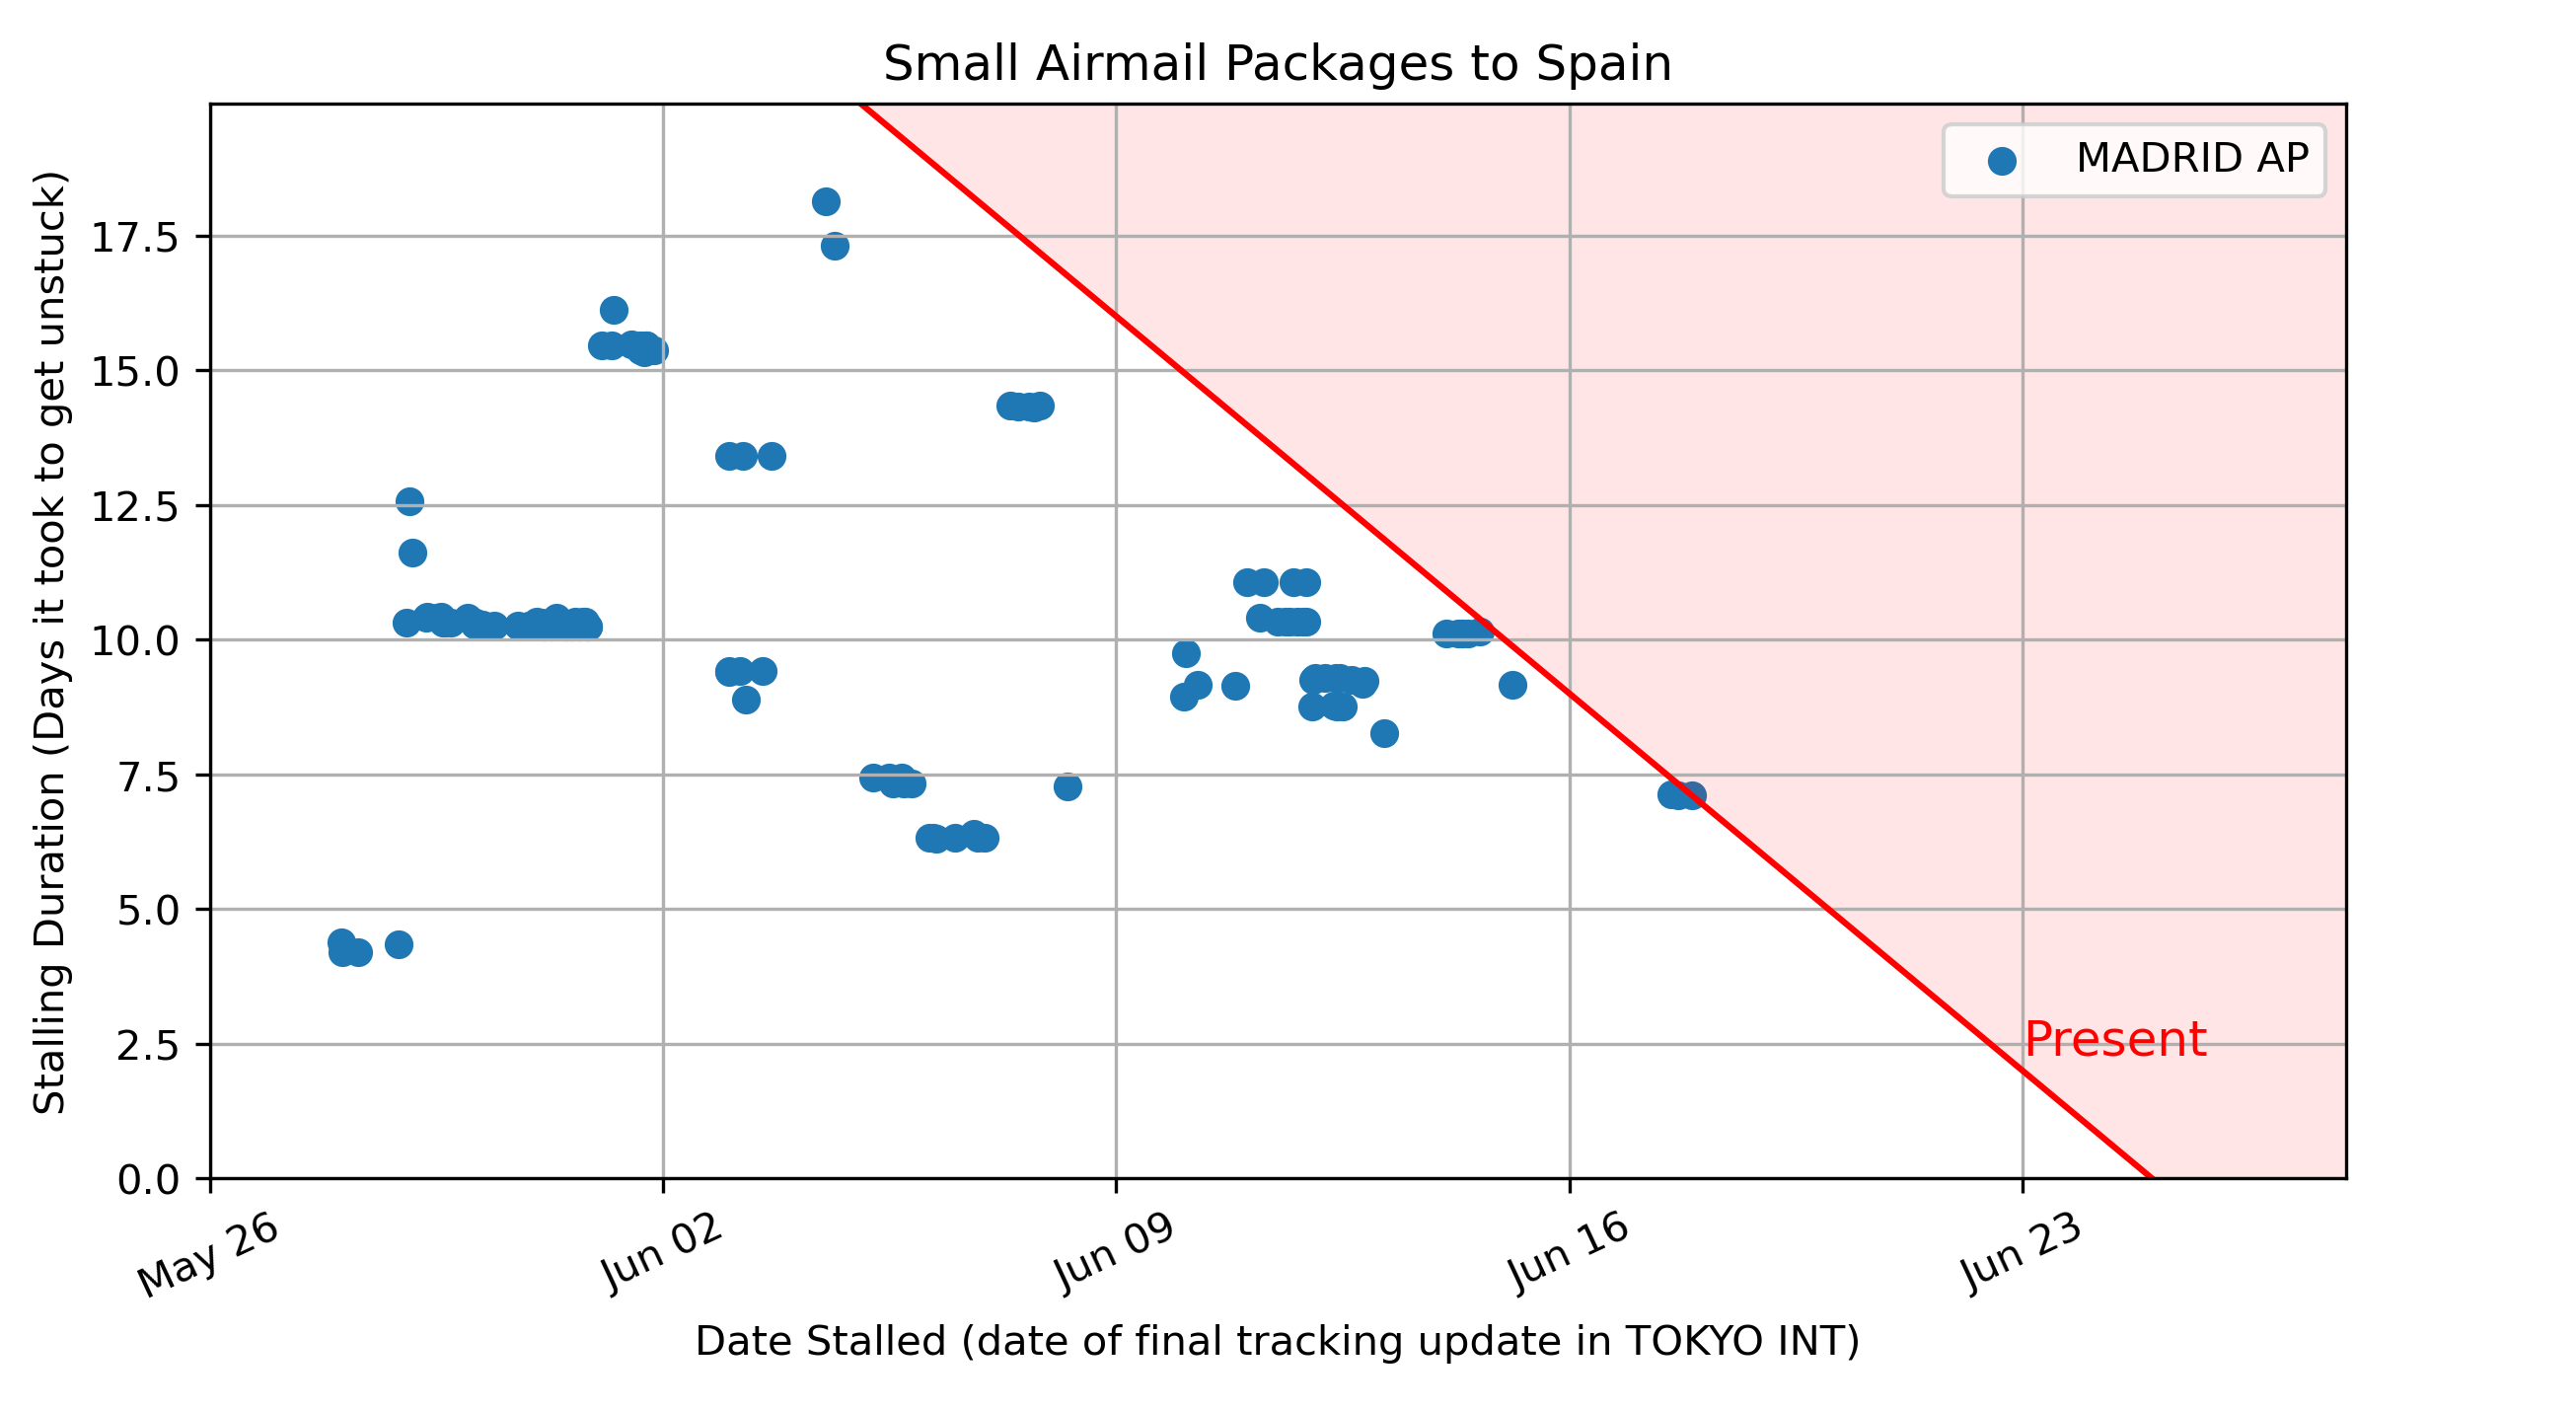 Small Airmail Packages to Spain
MADRID AP
Stalling Duration (Days it took to get unstuck)
17.5
15.0
12.5
10.0
7.5
5.0
2.5
0.0
Present
May 26
Jun 02
Jun 09
Jun 16
Jun 23
Date Stalled (date of final tracking update in TOKYO INT)